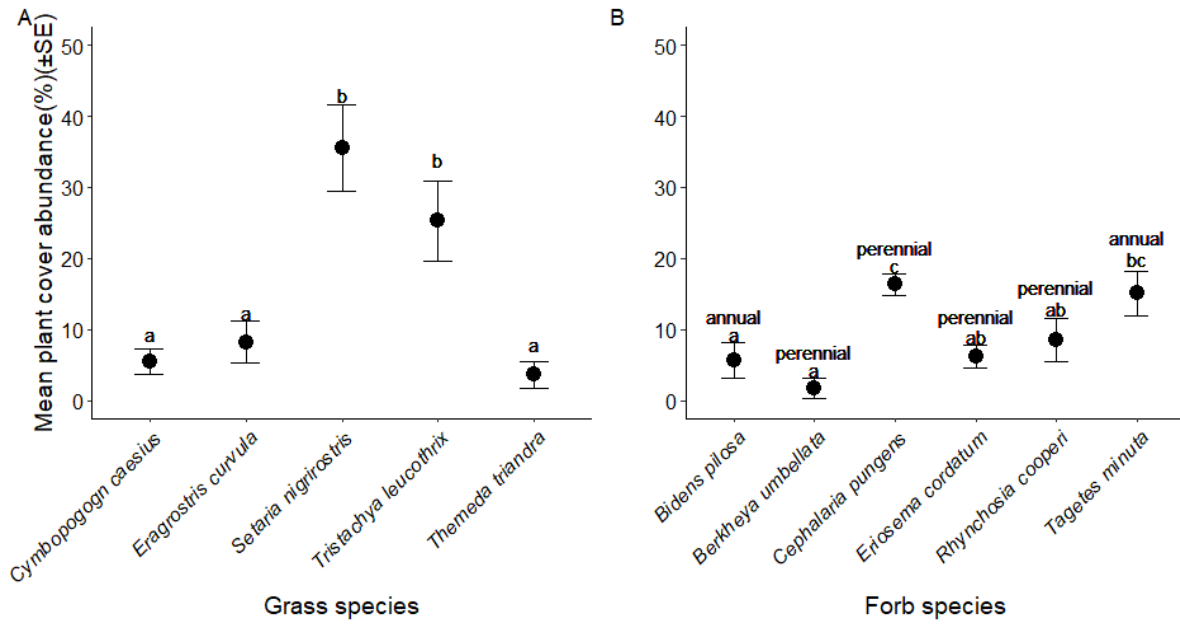 A
Mean plant cover abundance(%)(±SE)
50
40
30
20
10
0
a
a
b
b
a
Cymbopogogn caesius
Eragrostris curvula
Setaria nigrirostris
Tristachya leucothrix
Themeda triandra
Grass species
B
50
40
30
20
10
0
annual
a
perennial
a
perennial
c
perennial
ab
perennial
ab
annual
bc
Bidens pilosa
Berkheya umbellata
Cephalaria pungens
Eriosema cordatum
Rhynchosia cooperi
Tagetes minuta
Forb species